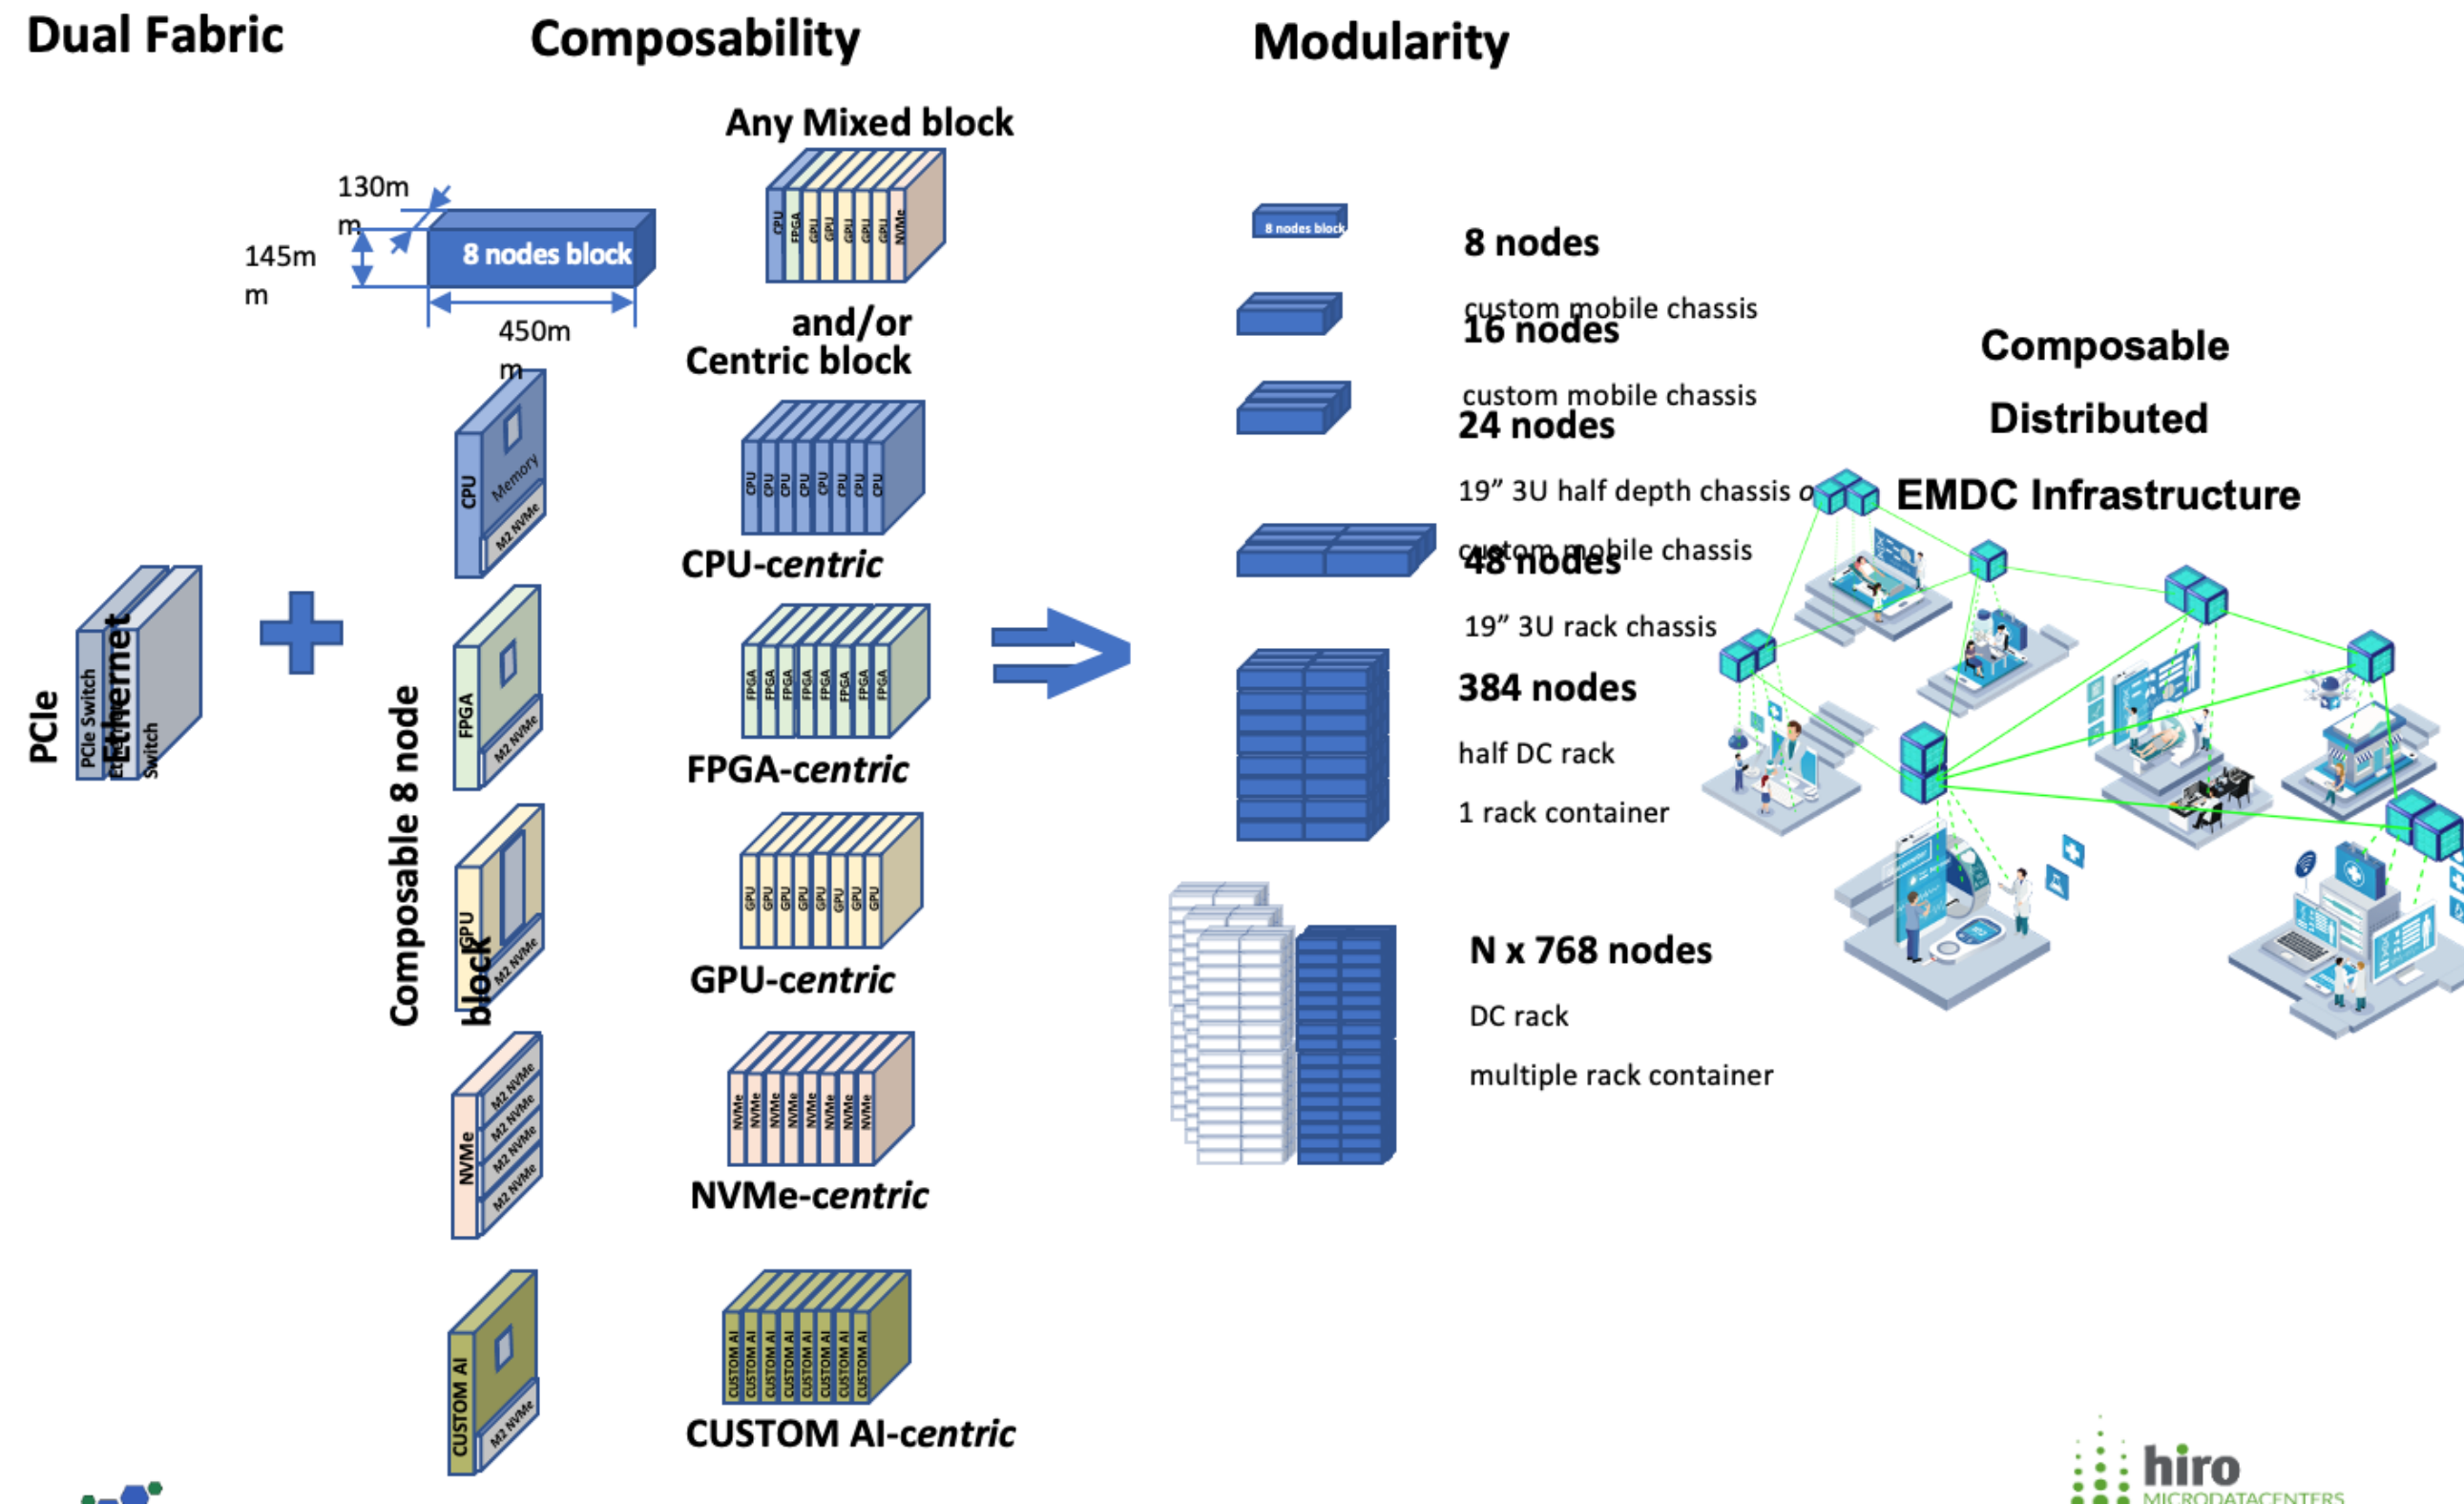 Dual Fabric
Composability
Modularity
Any Mixed block
130m
m
145m
m
8 nodes block
450m
m
CPU
FPGA
GPU
GPU
GPU
GPU
GPU
NVMe
and/or
Centric block
CPU
Memory
M2 NVMe
CPU
CPU
CPU
CPU
CPU
CPU
CPU
CPU
CPU-centric
FPGA
M2 NVMe
FPGA
FPGA
FPGA
FPGA
FPGA
FPGA
FPGA
FPGA
FPGA-centric
PCIe
Ethernet
PCIe Switch
Switch
Composable 8 node
block
GPU
M2 NVMe
GPU
GPU
GPU
GPU
GPU
GPU
GPU
GPU
GPU-centric
NVMe
M2 NVMe
M2 NVMe
M2 NVMe
M2 NVMe
NVMe
NVMe
NVMe
NVMe
NVMe
NVMe
NVMe
NVMe
NVMe-centric
CUSTOM AI
M2 NVMe
CUSTOM AI
CUSTOM AI
CUSTOM AI
CUSTOM AI
CUSTOM AI
CUSTOM AI
CUSTOM AI
CUSTOM AI
CUSTOM AI-centric
8 nodes block
8 nodes
custom mobile chassis
16 nodes
custom mobile chassis
24 nodes
19” 3U half depth chassis
custom mobile chassis
48 nodes
19” 3U rack chassis
384 nodes
half DC rack
1 rack container
N x 768 nodes
DC rack
multiple rack container
Composable
Distributed
EMDC Infrastructure
hiro
MICRODATACENTERS